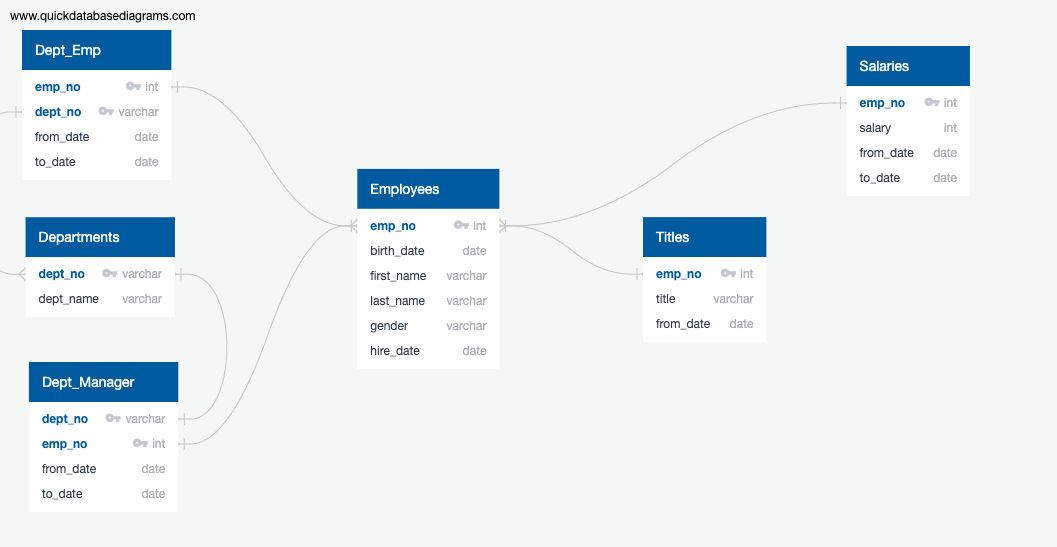 www.quickdatabasediagrams.com
Dept_Emp
emp_no int
dept_no varchar
from_date date
to_date date
Departments
dept_no varchar
dept_name varchar
Dept_Manager
dept_no varchar
emp_no int
from_date date
to_date date
Employees
emp_no int
birth_date date
first_name varchar
last_name varchar
gender varchar
hire_date date
Titles
emp_no int
title varchar
from_date date
Salaries
emp_no int
salary int
from_date date
to_date date